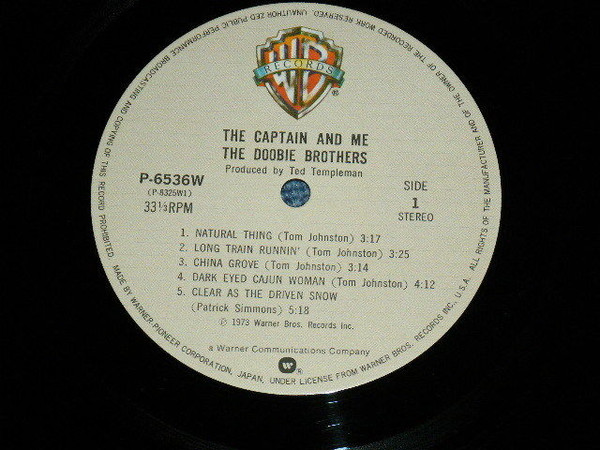 WB
RECORDS
®
THE CAPTAIN AND ME
THE DOOBIE BROTHERS
Produced by Ted Templeman
P-6536W
(P-8325W1)
33⅓RPM
SIDE
1
STEREO
1. NATURAL THING (Tom Johnston) 3:17
2. LONG TRAIN RUNNIN' (Tom Johnston) 3:25
3. CHINA GROVE (Tom Johnston) 3:14
4. DARK EYED CAJUN WOMAN (Tom Johnston) 4:12
5. CLEAR AS THE DRIVEN SNOW
(Patrick Simmons) 5:18
℗ 1973 Warner Bros. Records Inc.
a Warner Communications Company
®
MADE BY WARNER-PIONEER CORPORATION, JAPAN, UNDER LICENSE FROM WARNER BROS. RECORDS INC., U.S.A. ALL RIGHTS OF THE MANUFACTURER AND OF THE OWNER OF THE RECORDED WORK RESERVED. UNAUTHORIZED PUBLIC PERFORMANCE BROADCASTING AND COPYING OF THIS RECORD PROHIBITED.